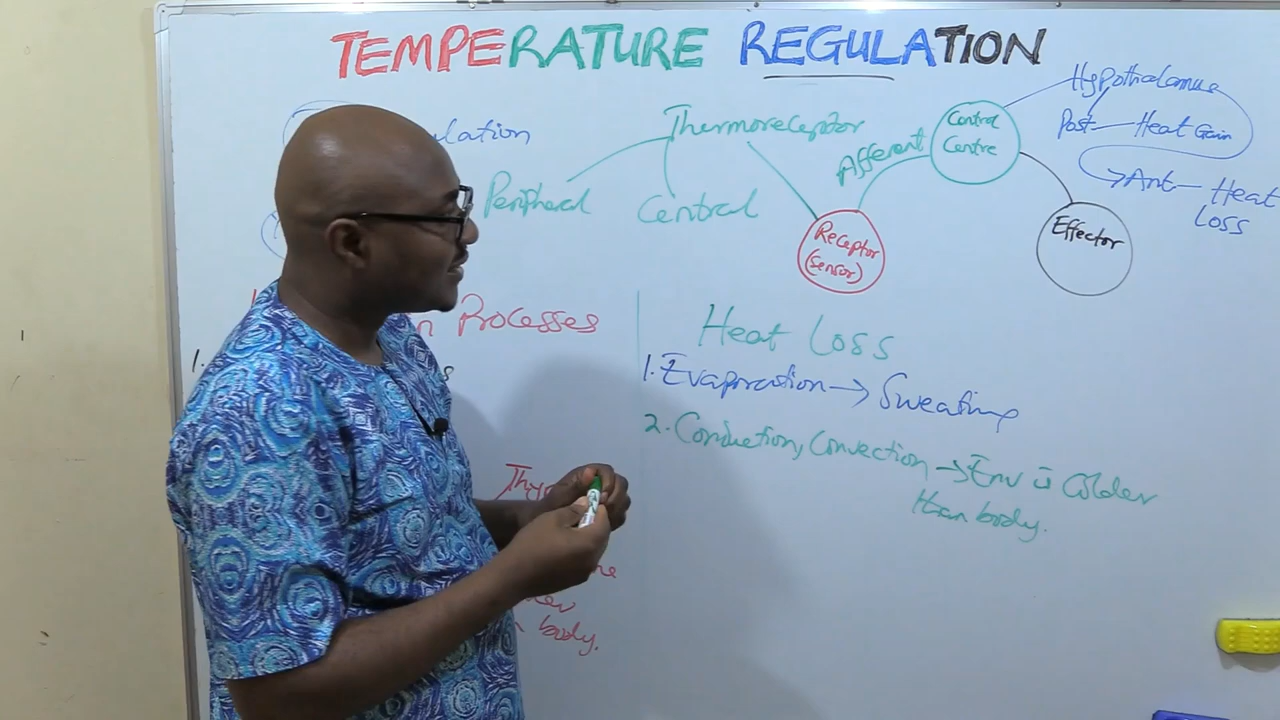 TEMPERATURE REGULATION
Hypothalamus
Control
Centre
Post - Heat Gain
Ant - Heat
Loss
Thermoreceptor
Afferent
Peripheral
Central
Receptor
(Sensor)
Effector
Processes
Heat Loss
1. Evaporation → Sweating
2. Conduction, Convection → Env is Colder
than body.
1.
body.